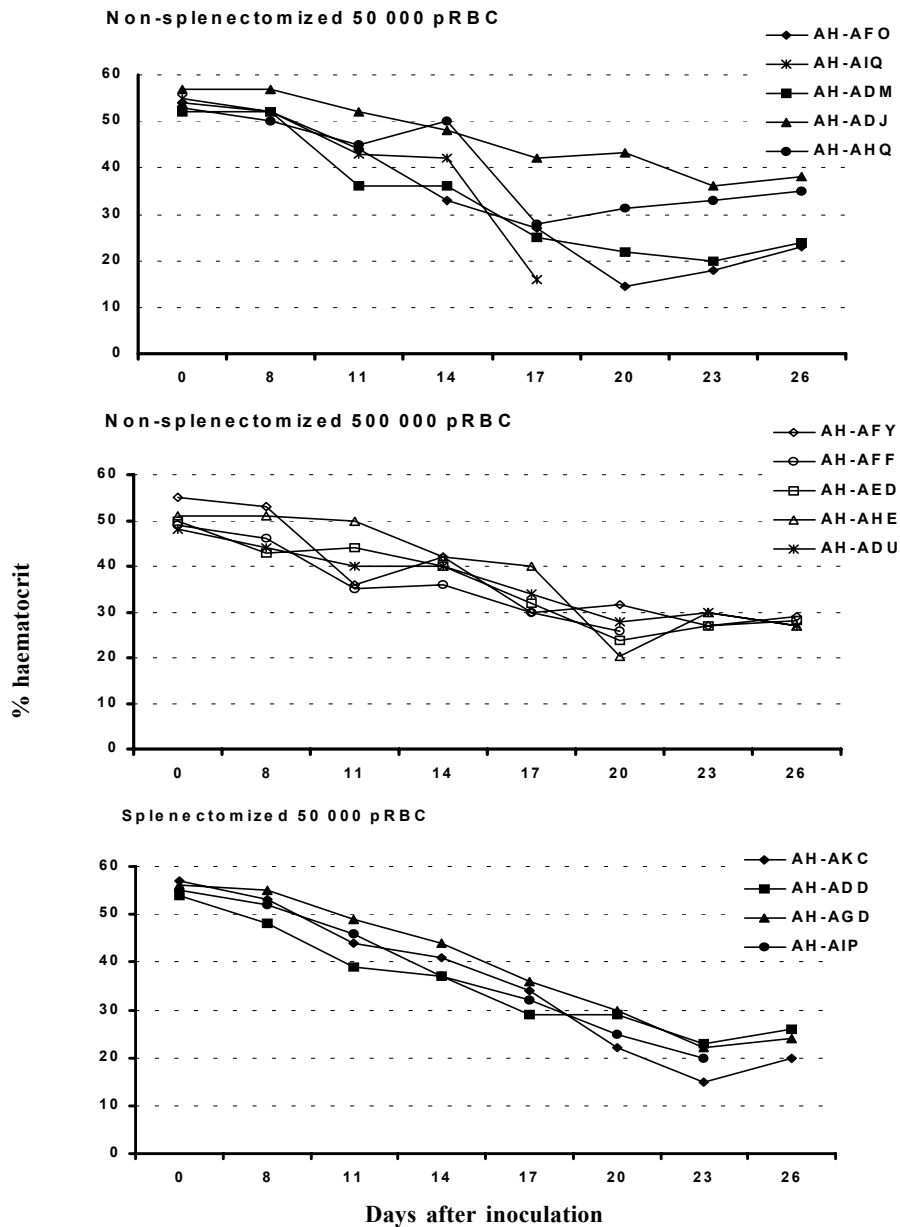 Non-splenectomized 50 000 pRBC
AH-AFO
AH-AIQ
AH-ADM
AH-ADJ
AH-AHQ
60
50
40
30
20
10
0
0 8 11 14 17 20 23 26
Non-splenectomized 500 000 pRBC
AH-AFY
AH-AFF
AH-AED
AH-AHE
AH-ADU
60
50
40
30
20
10
0
0 8 11 14 17 20 23 26
% haematocrit
Splenectomized 50 000 pRBC
AH-AKC
AH-ADD
AH-AGD
AH-AIP
60
50
40
30
20
10
0
0 8 11 14 17 20 23 26
Days after inoculation